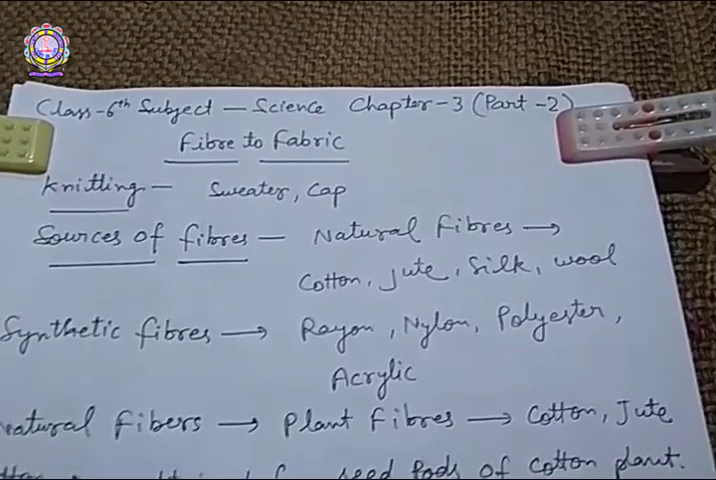 Class-6th Subject - Science Chapter-3 (Part-2)
Fibre to Fabric
Knitting - Sweater, Cap
Sources of fibres - Natural Fibres →
Cotton, Jute, Silk, wool
Synthetic fibres → Rayon, Nylon, Polyester,
Acrylic
Natural fibers → Plant fibres → Cotton, Jute
seed Pods of cotton plant.